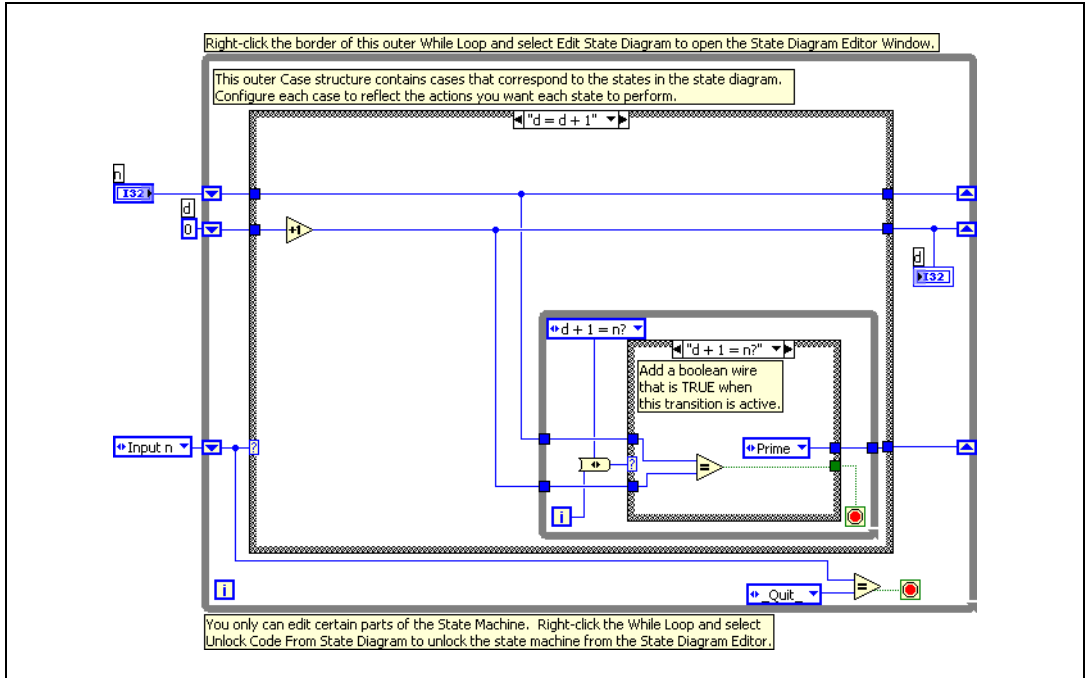 Right-click the border of this outer While Loop and select Edit State Diagram to open the State Diagram Editor Window.
This outer Case structure contains cases that correspond to the states in the state diagram.
Configure each case to reflect the actions you want each state to perform.
"d = d + 1"
n
I32
d
0
+1
d
I32
d + 1 = n?
"d + 1 = n?"
Add a boolean wire
that is TRUE when
this transition is active.
Input n
?
Prime
?
=
i
i
_Quit_
=
You only can edit certain parts of the State Machine. Right-click the While Loop and select
Unlock Code From State Diagram to unlock the state machine from the State Diagram Editor.